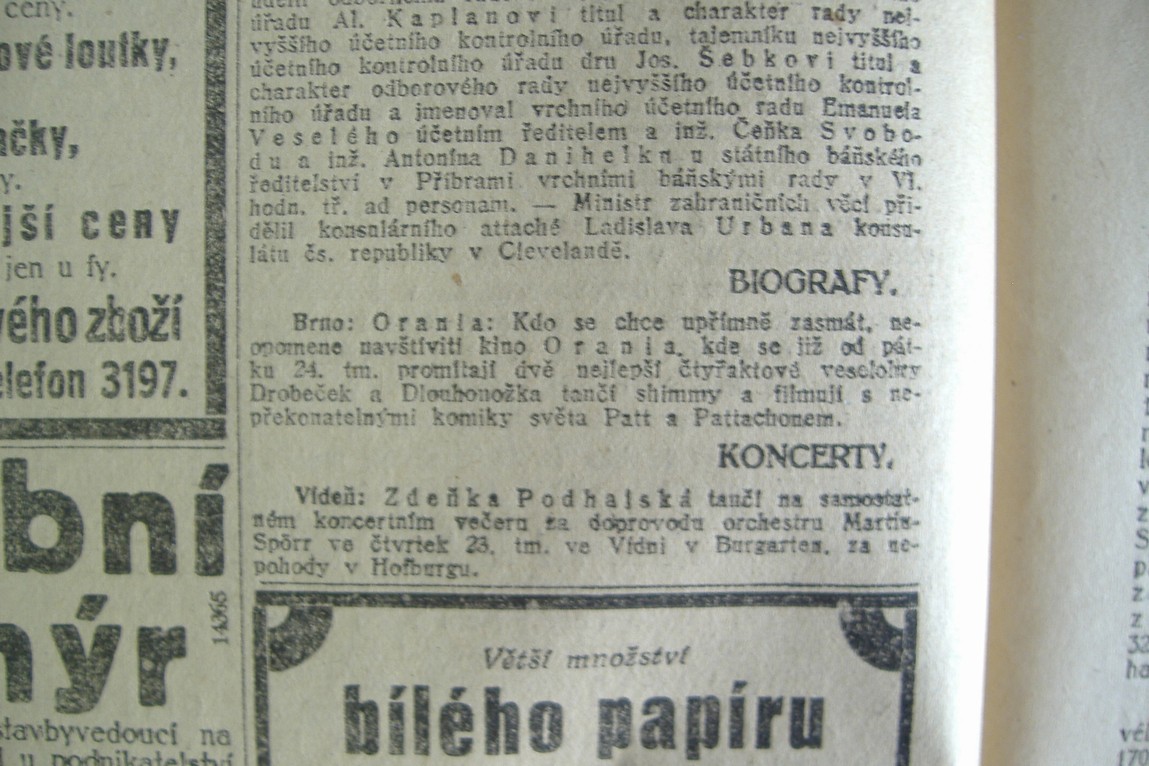 ceny.
ové loutky,
ačky,
y.
jší ceny
jen u fy.
vého zboží
elefon 3197.
bní
nýr
14365
stavbyvedoucí na
u podnikatelství
úřadu Al. Kaplanovi titul a charakter rady nej-
vyššího účetního kontrolního úřadu, tajemníku nejvyššího
účetního kontrolního úřadu dru Jos. Šebkovi titul a
charakter odborového rady nejvyššího účetního kontrol-
ního úřadu a jmenoval vrchního účetního radu Emanuela
Veselého účetním ředitelem a inž. Čeňka Svobo-
du a inž. Antonína Danihelku u státního báňského
ředitelství v Příbrami vrchními báňskými rady v VI.
hodn. tř. ad personam. — Ministr zahraničních věcí při-
dělil konsulárního attaché Ladislava Urbana konsu-
látu čs. republiky v Clevelandě.
BIOGRAFY.
Brno: Orania: Kdo se chce upřímně zasmát, ne-
opomene navštíviti kino Orania, kde se již od pát-
ku 24. tm. promítají dvě nejlepší čtyřaktové veselohry
Drobeček a Dlouhonožka tančí shimmy a filmují s ne-
překonatelnými komiky světa Patt a Pattachonem.
KONCERTY.
Vídeň: Zdeňka Podhajská tančí na samostat-
ném koncertním večeru za doprovodu orchestru Martin-
Spörr ve čtvrtek 23. tm. ve Vídni v Burgarten, za ne-
pohody v Hofburgu.
Větší množství
bílého papíru